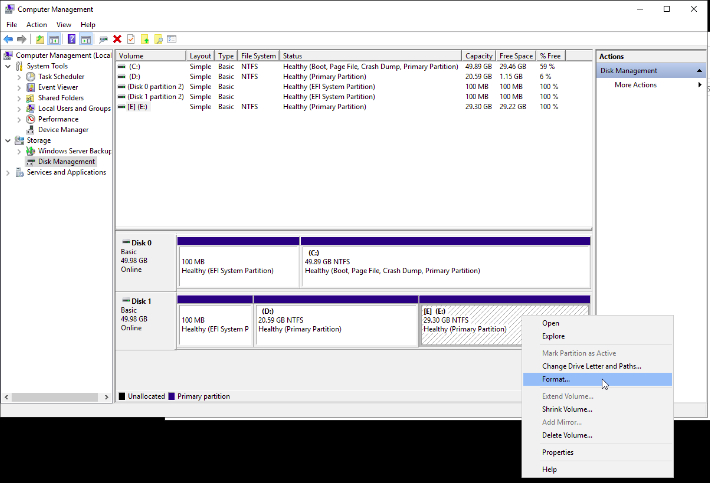 Computer Management
File Action View Help
Computer Management (Local
System Tools
Task Scheduler
Event Viewer
Shared Folders
Local Users and Groups
Performance
Device Manager
Storage
Windows Server Backup
Disk Management
Services and Applications
Volume Layout Type File System Status Capacity Free Space % Free
(C:) Simple Basic NTFS Healthy (Boot, Page File, Crash Dump, Primary Partition) 49.89 GB 29.46 GB 59 %
(D:) Simple Basic NTFS Healthy (Primary Partition) 20.59 GB 1.15 GB 6 %
(Disk 0 partition 2) Simple Basic Healthy (EFI System Partition) 100 MB 100 MB 100 %
(Disk 1 partition 2) Simple Basic Healthy (EFI System Partition) 100 MB 100 MB 100 %
[E] (E:) Simple Basic NTFS Healthy (Primary Partition) 29.30 GB 29.22 GB 100 %
Actions
Disk Management
More Actions
Disk 0
Basic
49.98 GB
Online
100 MB
Healthy (EFI System Partition)
(C:)
49.89 GB NTFS
Healthy (Boot, Page File, Crash Dump, Primary Partition)
Disk 1
Basic
49.98 GB
Online
100 MB
Healthy (EFI System P
(D:)
20.59 GB NTFS
Healthy (Primary Partition)
[E] (E:)
29.30 GB NTFS
Healthy (Primary Partition)
Unallocated Primary partition
Open
Explore
Mark Partition as Active
Change Drive Letter and Paths...
Format...
Extend Volume...
Shrink Volume...
Add Mirror...
Delete Volume...
Properties
Help